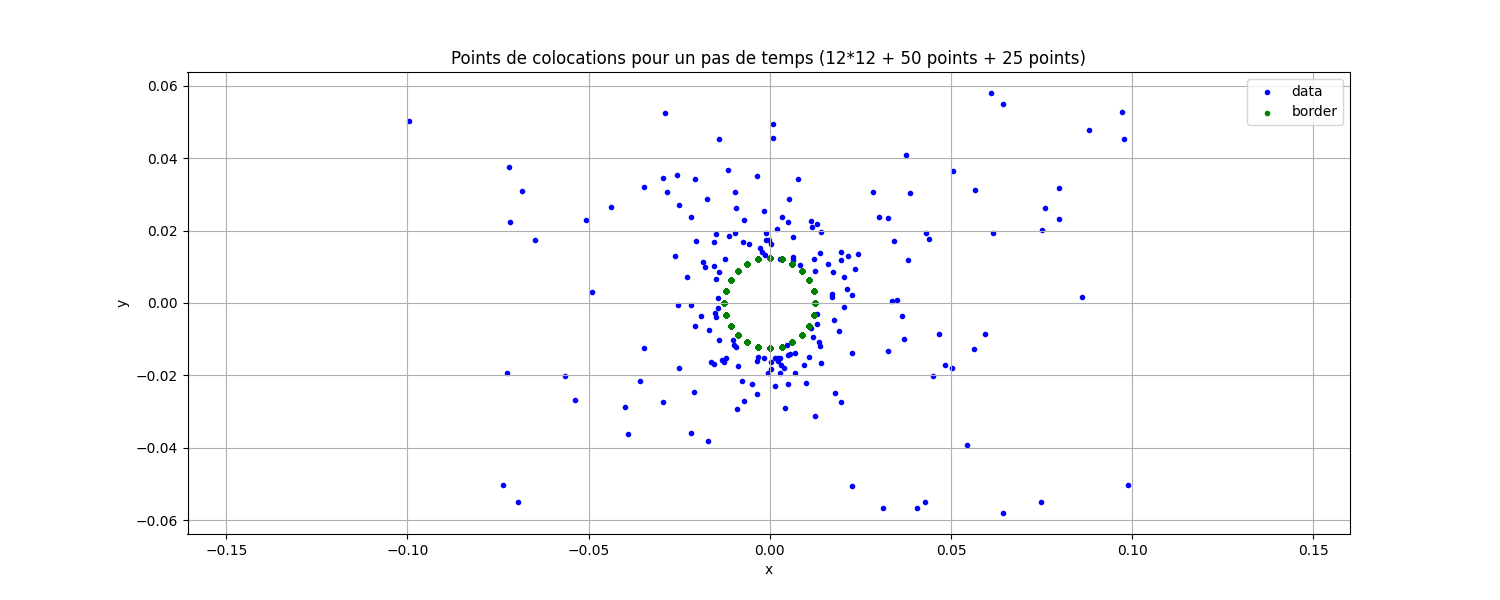 Points de colocations pour un pas de temps (12*12 + 50 points + 25 points)
data
border
0.06
0.04
0.02
0.00
−0.02
−0.04
−0.06
y
−0.15
−0.10
−0.05
0.00
0.05
0.10
0.15
x